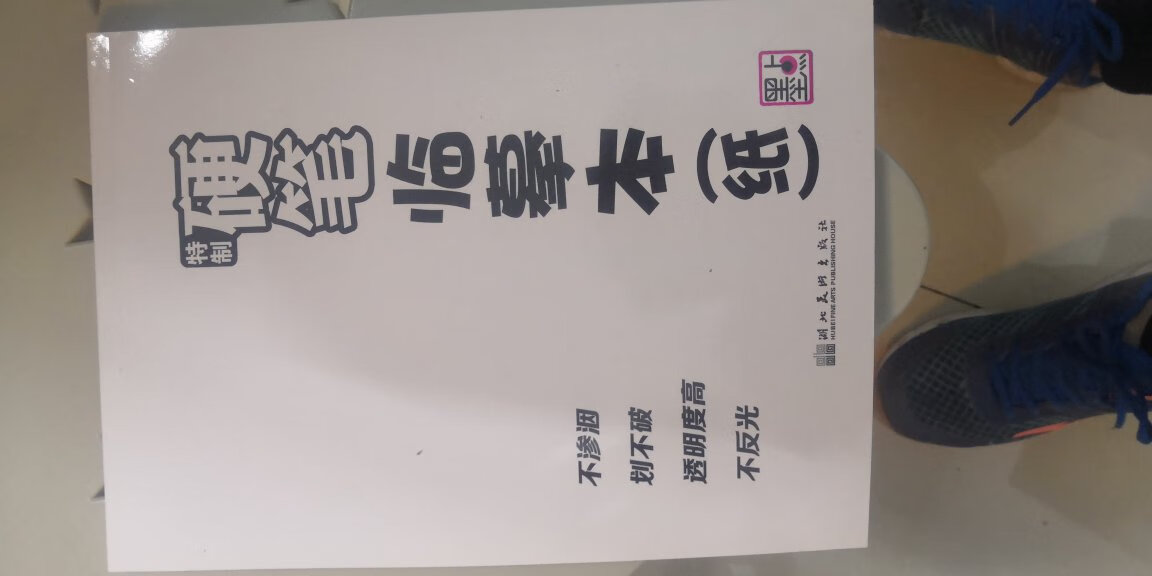 墨点
特制
硬笔
临摹
本
（纸）
不渗洇
划不破
透明度高
不反光
湖北美术出版社
HUBEI FINE ARTS PUBLISHING HOUSE